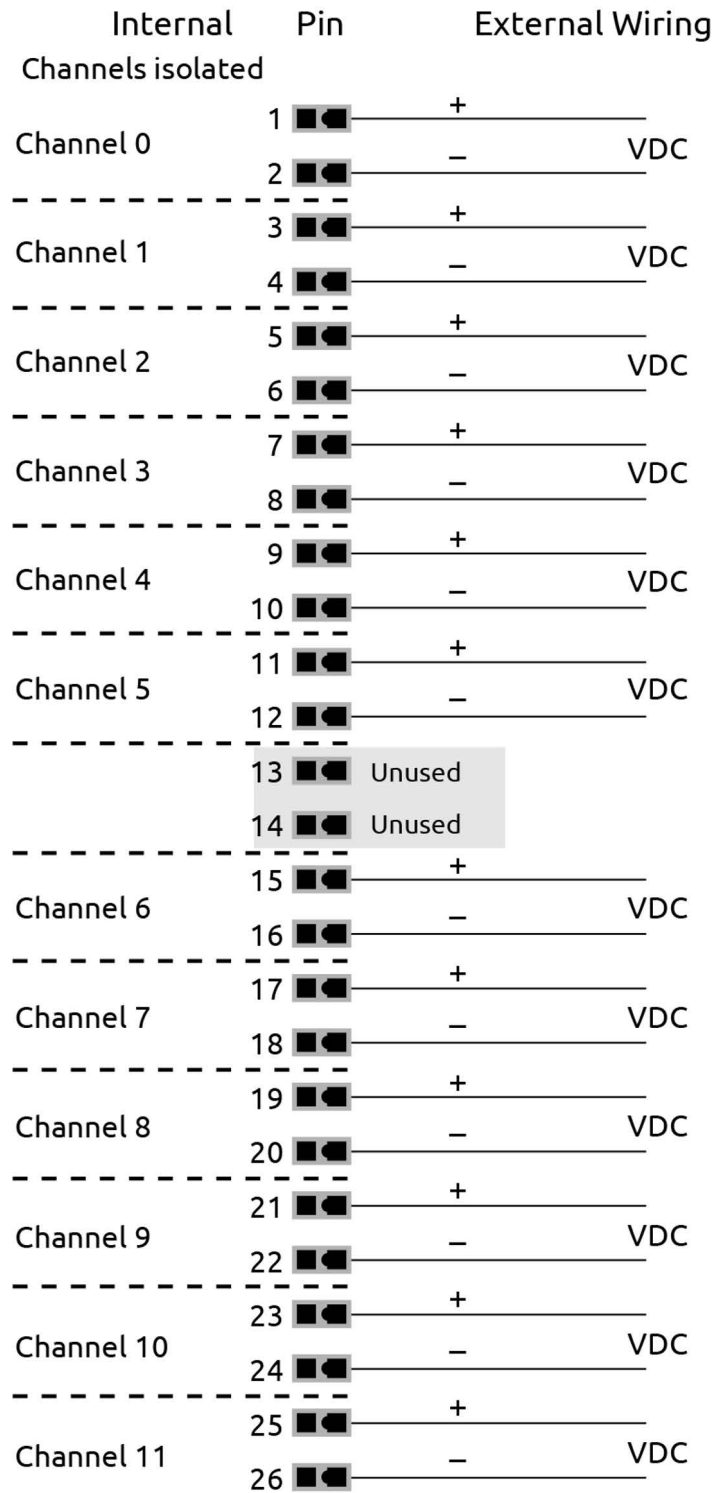 Internal Pin External Wiring
Channels isolated
1 +
Channel 0 VDC
2 –
3 +
Channel 1 VDC
4 –
5 +
Channel 2 VDC
6 –
7 +
Channel 3 VDC
8 –
9 +
Channel 4 VDC
10 –
11 +
Channel 5 VDC
12 –
13 Unused
14 Unused
15 +
Channel 6 VDC
16 –
17 +
Channel 7 VDC
18 –
19 +
Channel 8 VDC
20 –
21 +
Channel 9 VDC
22 –
23 +
Channel 10 VDC
24 –
25 +
Channel 11 VDC
26 –